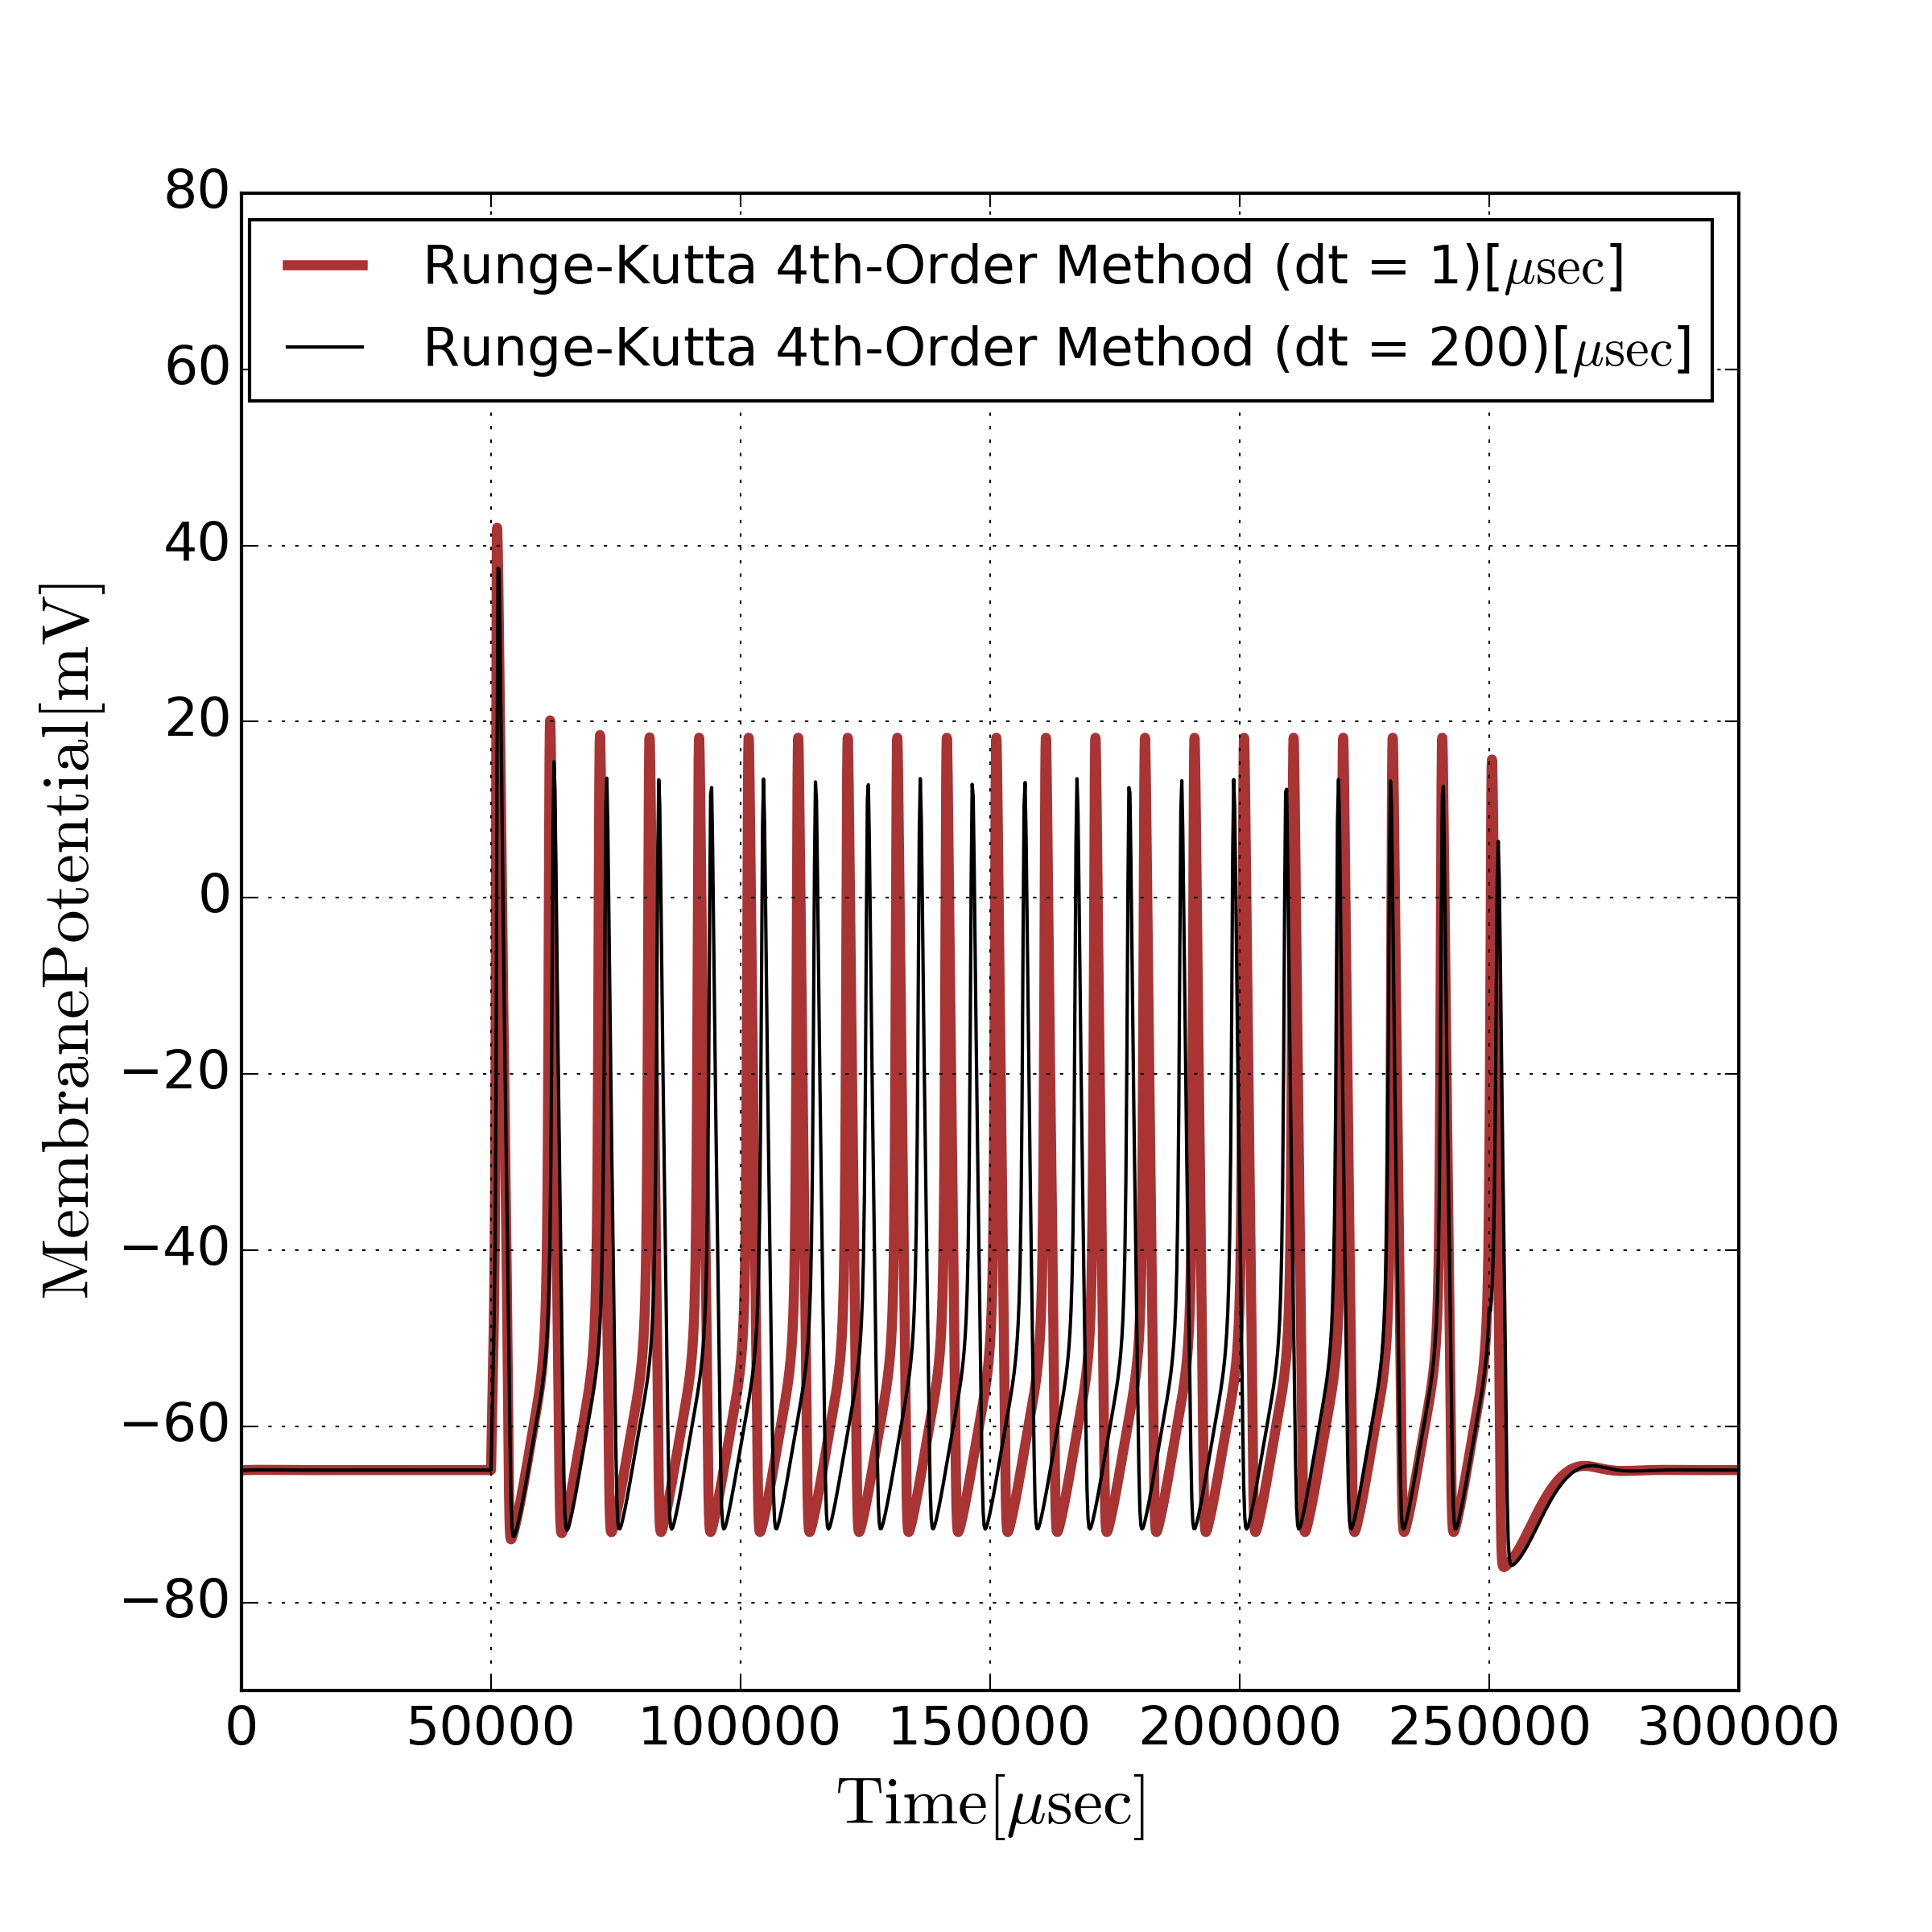 80
60
40
20
0
−20
−40
−60
−80
Runge-Kutta 4th-Order Method (dt = 1)[μsec]
Runge-Kutta 4th-Order Method (dt = 200)[μsec]
MembranePotential[mV]
0 50000 100000 150000 200000 250000 300000
Time[μsec]